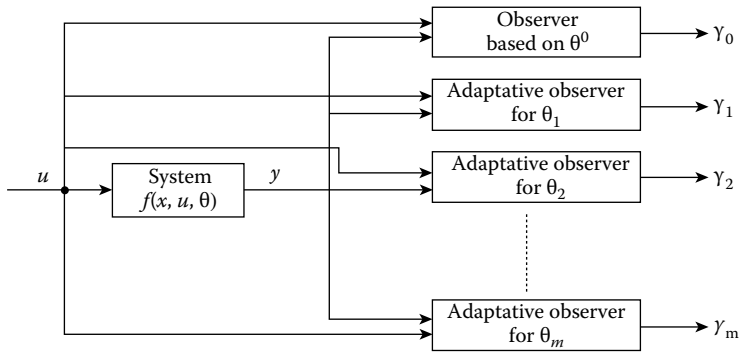 Observer
based on θ⁰
γ₀
Adaptative observer
for θ₁
γ₁
Adaptative observer
for θ₂
γ₂
u
System
f(x, u, θ)
y
Adaptative observer
for θₘ
γₘ